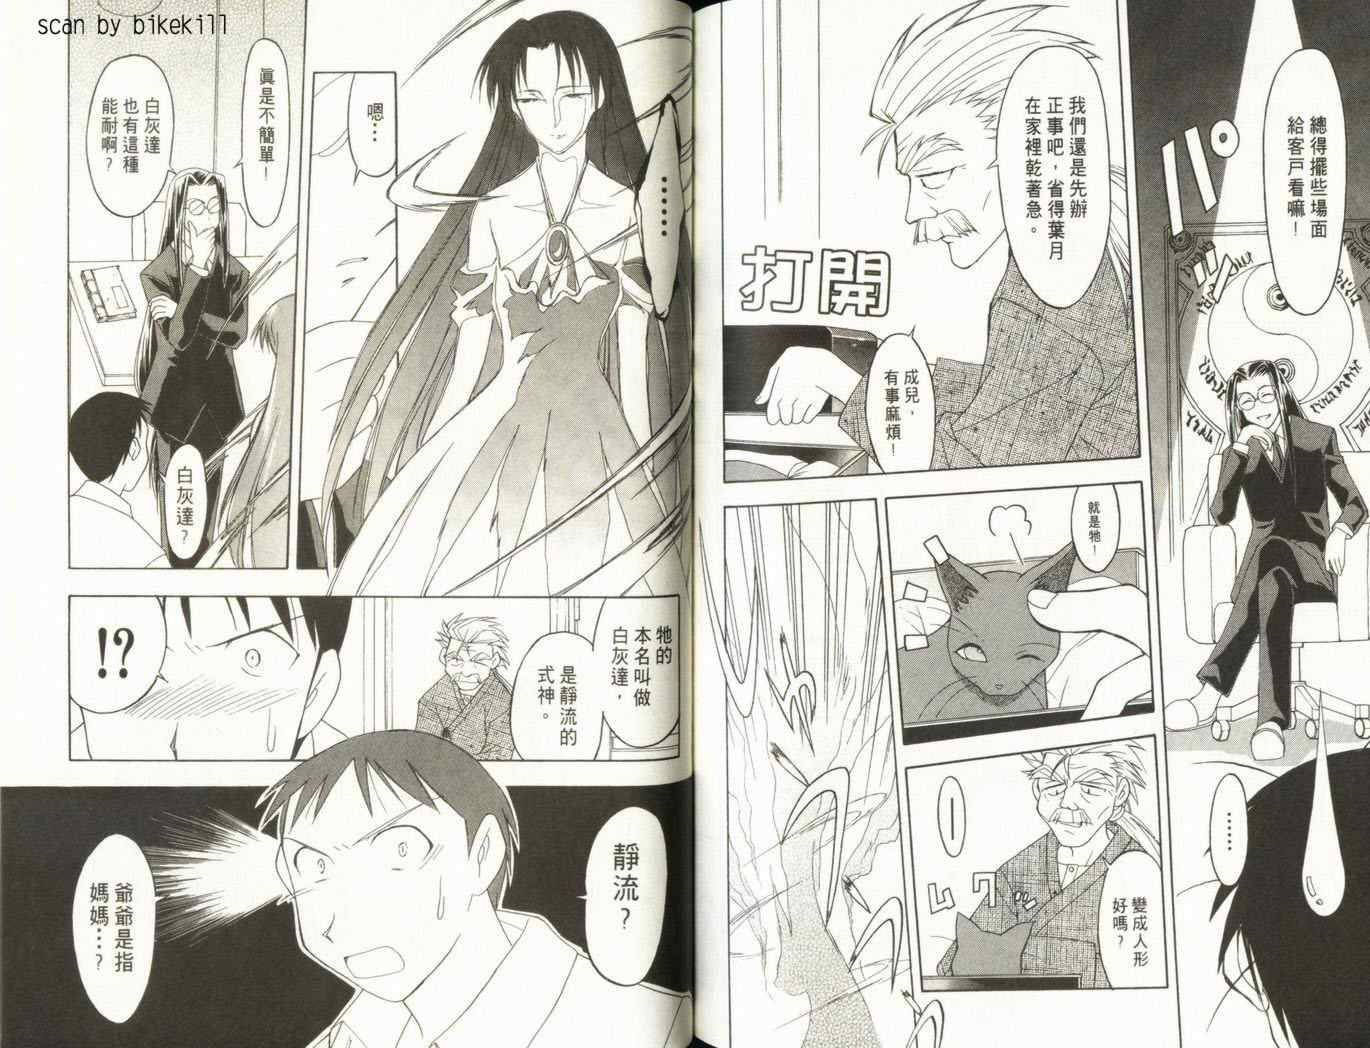 scan by bikekill
總得擺些場面
給客戶看嘛！
パ
ッ
我們還是先辦
正事吧，省得葉月
在家裡乾著急。
打開
成兒，
有事麻煩！
就是牠！
……
變成人形
好嗎？
ムク
……
嗯…
真是不簡單！
白灰達
也有這種
能耐啊？
白灰達？
牠的
本名叫做
白灰達，
是靜流的
式神。
!?
靜流？
爺爺是指
媽媽…？